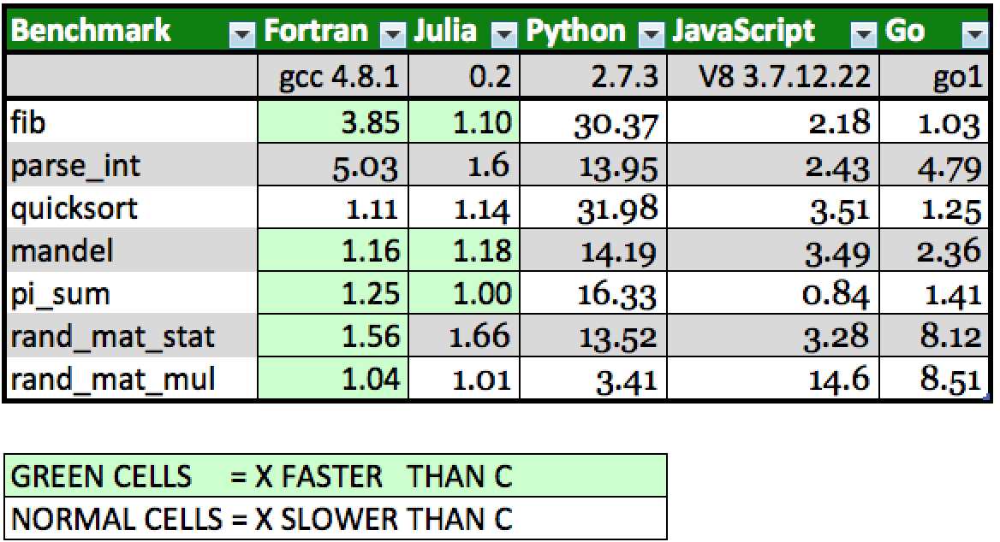 Benchmark Fortran Julia Python JavaScript Go
gcc 4.8.1 0.2 2.7.3 V8 3.7.12.22 go1
fib 3.85 1.10 30.37 2.18 1.03
parse_int 5.03 1.6 13.95 2.43 4.79
quicksort 1.11 1.14 31.98 3.51 1.25
mandel 1.16 1.18 14.19 3.49 2.36
pi_sum 1.25 1.00 16.33 0.84 1.41
rand_mat_stat 1.56 1.66 13.52 3.28 8.12
rand_mat_mul 1.04 1.01 3.41 14.6 8.51
GREEN CELLS = X FASTER THAN C
NORMAL CELLS = X SLOWER THAN C